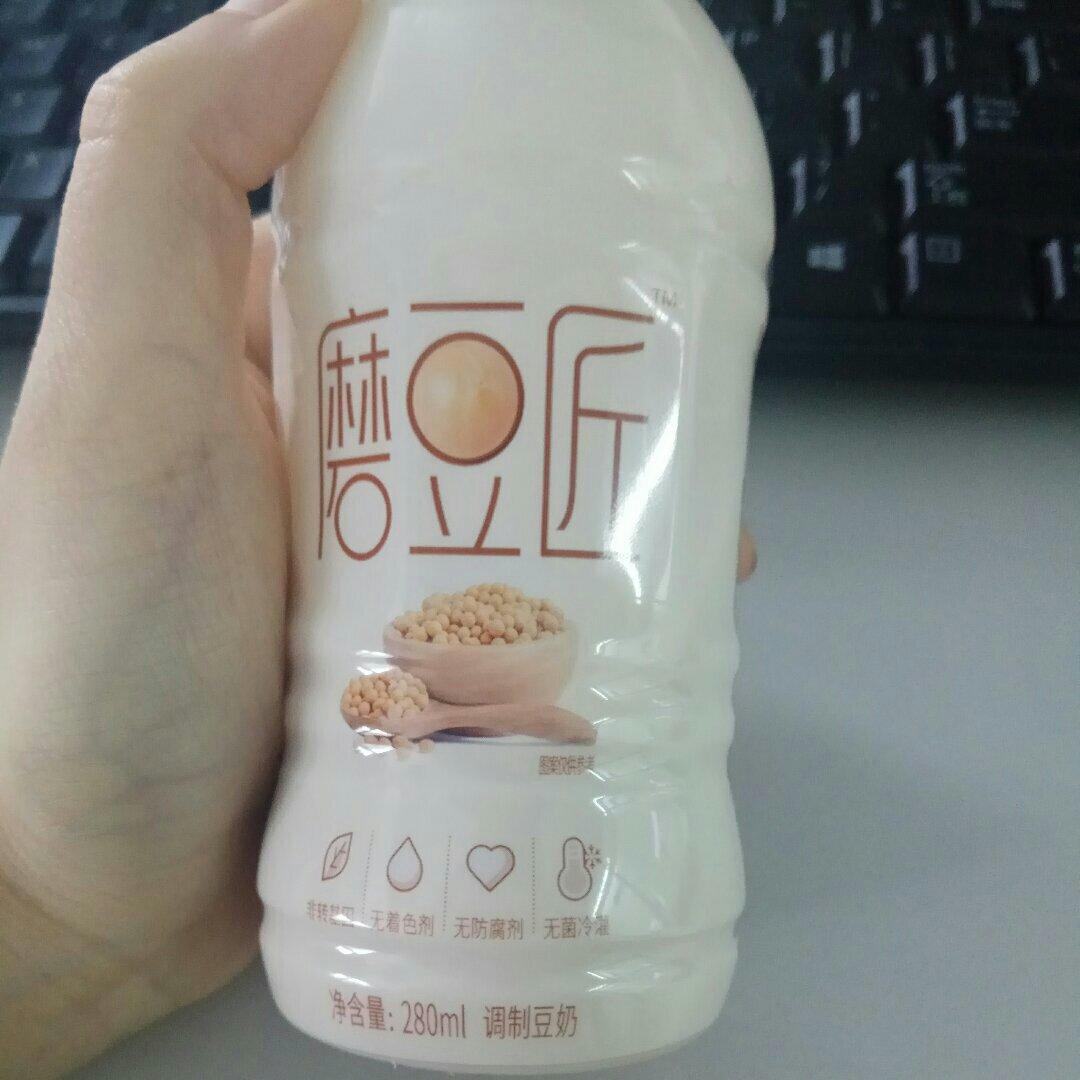 磨豆匠 TM
图案仅供参考
非转基因 无着色剂 无防腐剂 无菌冷灌
净含量: 280ml 调制豆奶